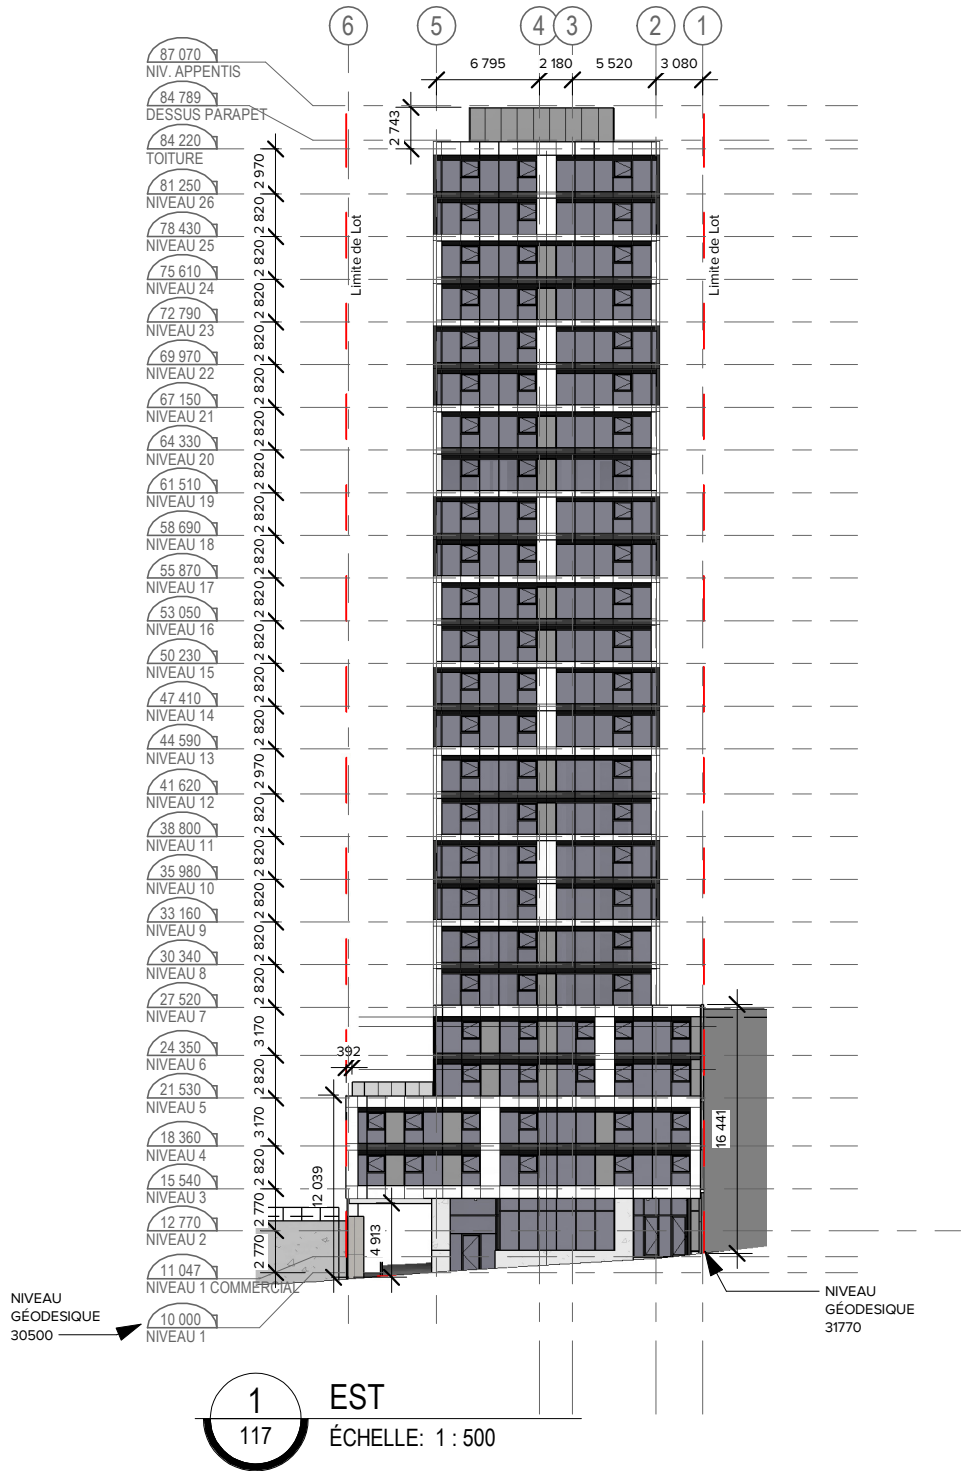 6
5
4
3
2
1
6 795
2 180
5 520
3 080
87 070
NIV. APPENTIS
84 789
DESSUS PARAPET
2 743
84 220
TOITURE
2 970
81 250
NIVEAU 26
2 820
78 430
NIVEAU 25
Limite de Lot
Limite de Lot
2 820
75 610
NIVEAU 24
2 820
72 790
NIVEAU 23
2 820
69 970
NIVEAU 22
2 820
67 150
NIVEAU 21
2 820
64 330
NIVEAU 20
2 820
61 510
NIVEAU 19
2 820
58 690
NIVEAU 18
2 820
55 870
NIVEAU 17
2 820
53 050
NIVEAU 16
2 820
50 230
NIVEAU 15
2 820
47 410
NIVEAU 14
2 820
44 590
NIVEAU 13
2 970
41 620
NIVEAU 12
2 820
38 800
NIVEAU 11
2 820
35 980
NIVEAU 10
2 820
33 160
NIVEAU 9
2 820
30 340
NIVEAU 8
2 820
27 520
NIVEAU 7
3 170
24 350
NIVEAU 6
392
2 820
21 530
NIVEAU 5
3 170
16 441
18 360
NIVEAU 4
2 820
15 540
NIVEAU 3
12 039
2 770
12 770
NIVEAU 2
4 913
2 770
11 047
NIVEAU 1 COMMERCIAL
10 000
NIVEAU 1
NIVEAU
GÉODESIQUE
30500
NIVEAU
GÉODESIQUE
31770
1
117
EST
ÉCHELLE: 1 : 500